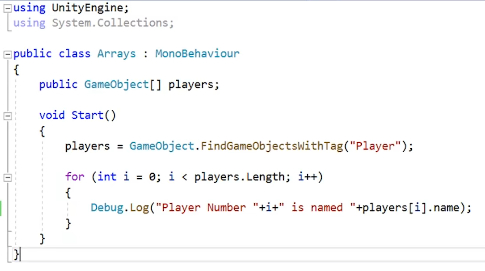 using UnityEngine;
using System.Collections;

public class Arrays : MonoBehaviour
{
    public GameObject[] players;

    void Start()
    {
        players = GameObject.FindGameObjectsWithTag("Player");

        for (int i = 0; i < players.Length; i++)
        {
            Debug.Log("Player Number "+i+" is named "+players[i].name);
        }
    }
}